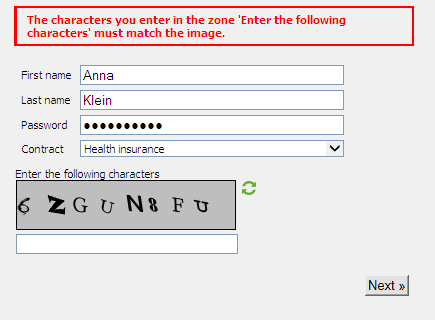 The characters you enter in the zone 'Enter the following
characters' must match the image.
First name Anna
Last name Klein
Password ●●●●●●●●●●
Contract Health insurance
Enter the following characters
6 Z G U N 8 F U
Next »